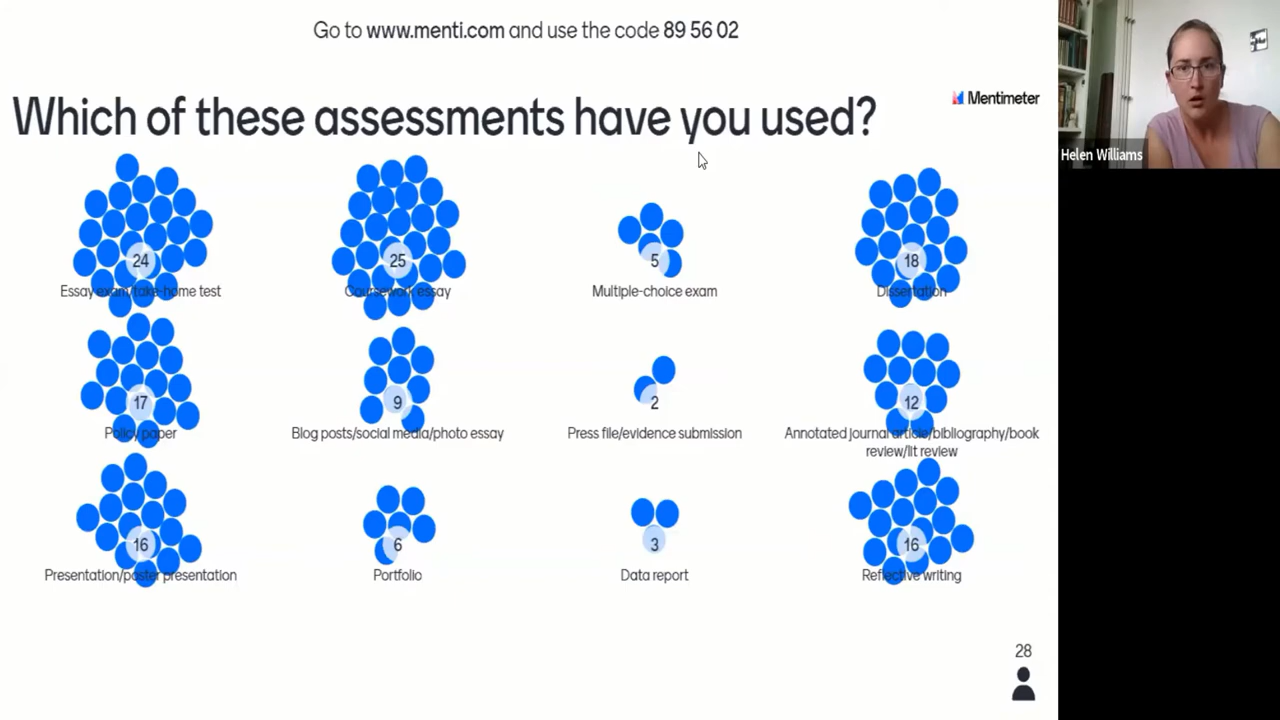 Go to www.menti.com and use the code 89 56 02
Which of these assessments have you used?
Mentimeter
Helen Williams
24
Essay exam/take-home test
25
Coursework essay
5
Multiple-choice exam
18
Dissertation
17
Policy paper
9
Blog posts/social media/photo essay
2
Press file/evidence submission
12
Annotated journal article/bibliography/book
review/lit review
16
Presentation/poster presentation
6
Portfolio
3
Data report
16
Reflective writing
28